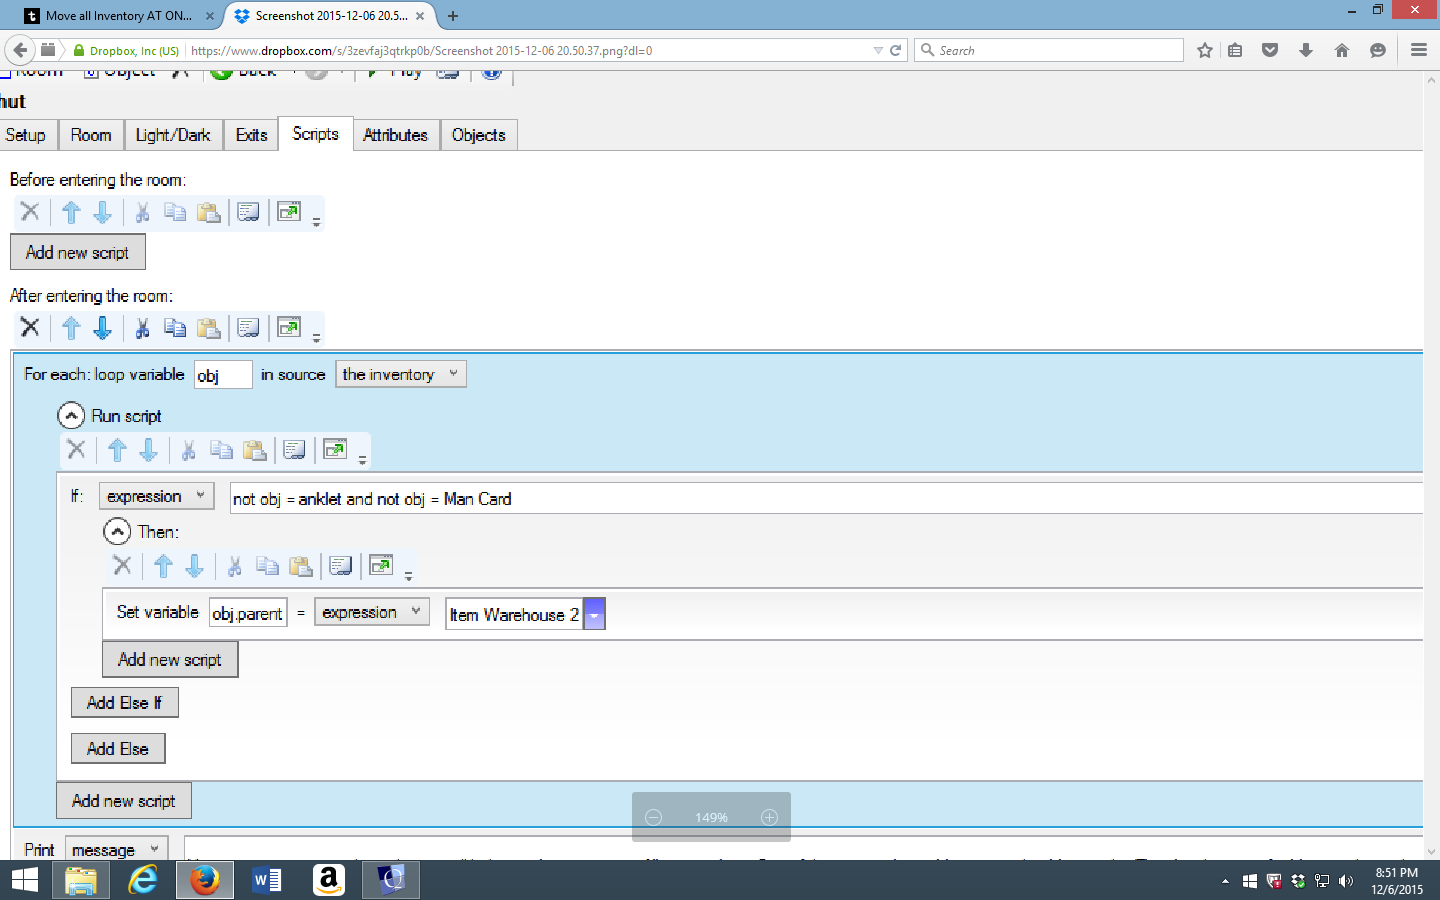 Move all Inventory AT ON...
Screenshot 2015-12-06 20.5...
Dropbox, Inc (US)
https://www.dropbox.com/s/3zevfaj3qtrkp0b/Screenshot 2015-12-06 20.50.37.png?dl=0
Search
Room Object Back Play
hut
Setup Room Light/Dark Exits Scripts Attributes Objects
Before entering the room:
Add new script
After entering the room:
For each: loop variable obj in source the inventory
Run script
If: expression not obj = anklet and not obj = Man Card
Then:
Set variable obj.parent = expression Item Warehouse 2
Add new script
Add Else If
Add Else
Add new script
149%
Print message
8:51 PM
12/6/2015